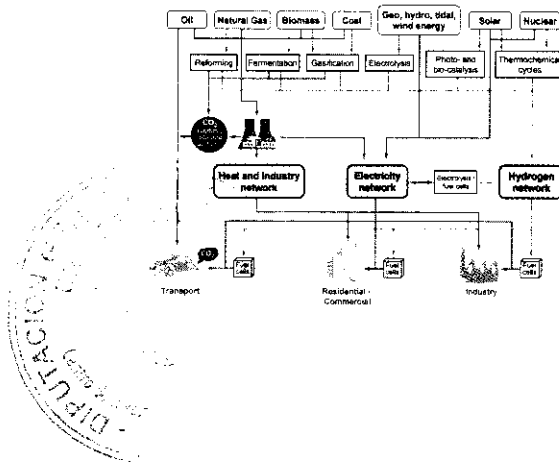 Oil Natural Gas Biomass Coal Geo, hydro, tidal, wind energy Solar Nuclear
Reforming Fermentation Gasification Electrolysis Photo- and bio-catalysis Thermochemical cycles
CO₂
Heat and Industry network
Electricity network
Electrolysers - fuel cells
Hydrogen network
CO₂
Fuel cells
Fuel cells
Fuel cells
Transport
Residential - Commercial
Industry
DIPUTACION